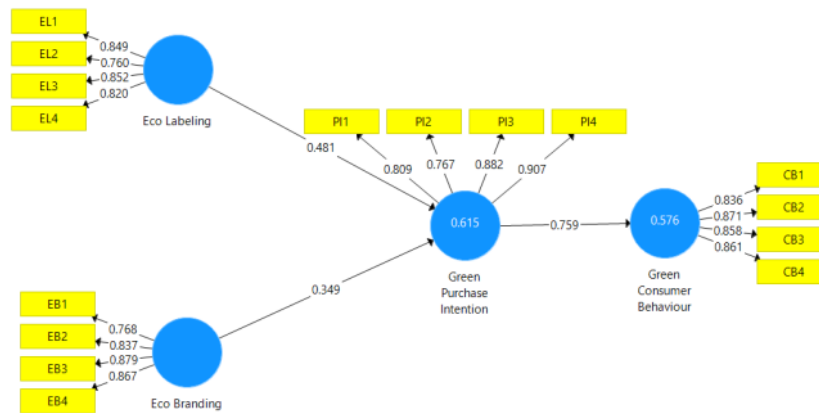 EL1
0.849
EL2
0.760
EL3
0.852
EL4
0.820
Eco Labeling
0.481
PI1
PI2
PI3
PI4
0.809
0.767
0.882
0.907
0.615
0.759
0.576
Green
Purchase
Intention
Green
Consumer
Behaviour
CB1
0.836
CB2
0.871
CB3
0.858
CB4
0.861
0.349
EB1
0.768
EB2
0.837
EB3
0.879
EB4
0.867
Eco Branding